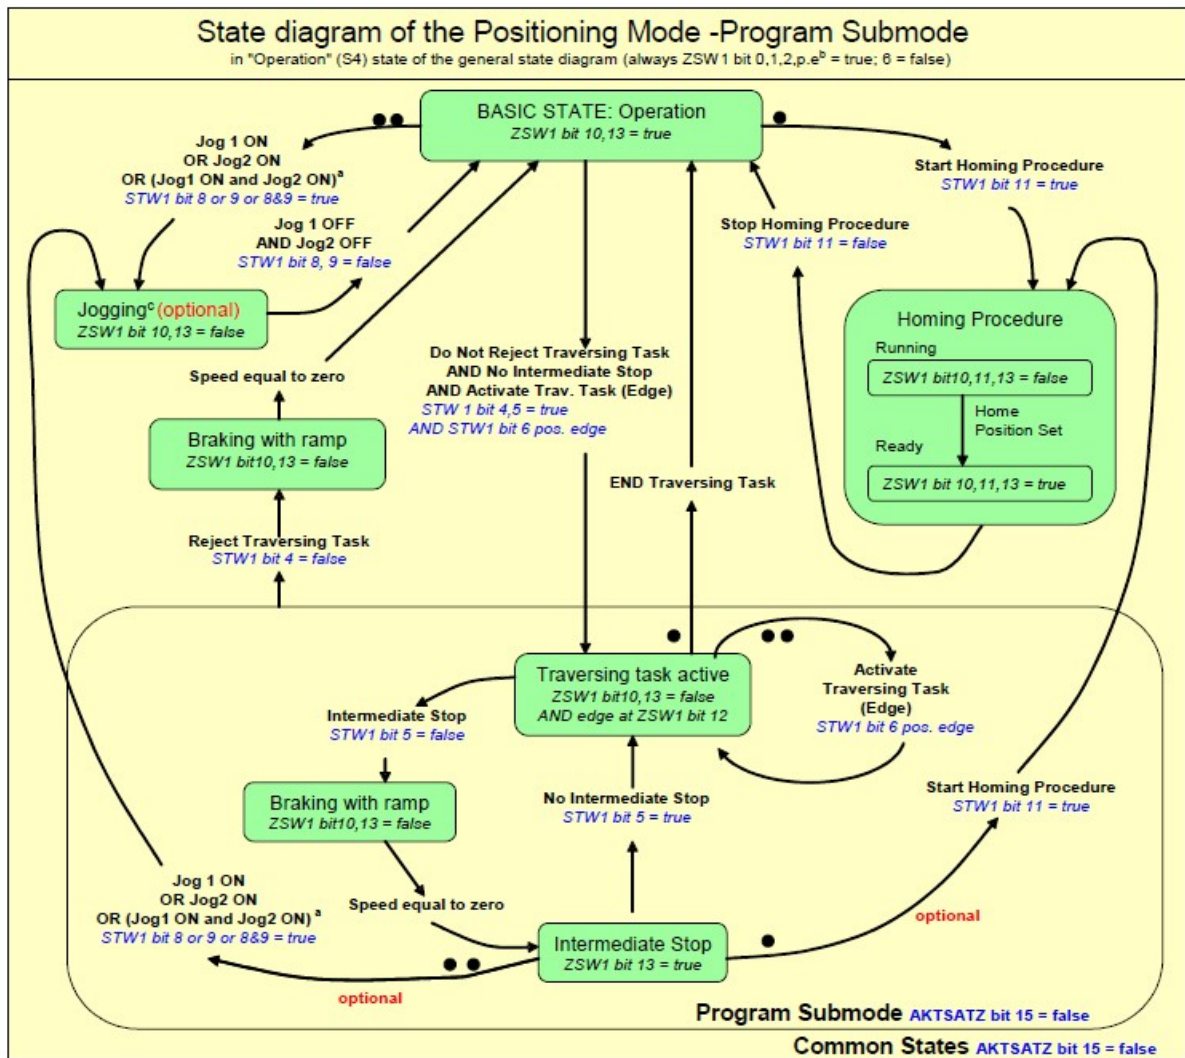 State diagram of the Positioning Mode -Program Submode
in "Operation" (S4) state of the general state diagram (always ZSW1 bit 0,1,2,p.eᵇ = true; 6 = false)
BASIC STATE: Operation
ZSW1 bit 10,13 = true
Jog 1 ON
OR Jog2 ON
OR (Jog1 ON and Jog2 ON)ᵃ
STW1 bit 8 or 9 or 8&9 = true
Jog 1 OFF
AND Jog2 OFF
STW1 bit 8, 9 = false
Start Homing Procedure
STW1 bit 11 = true
Stop Homing Procedure
STW1 bit 11 = false
Joggingᶜ (optional)
ZSW1 bit 10,13 = false
Homing Procedure
Running
ZSW1 bit10,11,13 = false
Home
Position Set
Ready
ZSW1 bit 10,11,13 = true
Do Not Reject Traversing Task
AND No Intermediate Stop
AND Activate Trav. Task (Edge)
STW 1 bit 4,5 = true
AND STW1 bit 6 pos. edge
Speed equal to zero
Braking with ramp
ZSW1 bit10,13 = false
END Traversing Task
Reject Traversing Task
STW1 bit 4 = false
Traversing task active
ZSW1 bit10,13 = false
AND edge at ZSW1 bit 12
Activate
Traversing Task
(Edge)
STW1 bit 6 pos. edge
Intermediate Stop
STW1 bit 5 = false
Braking with ramp
ZSW1 bit10,13 = false
No Intermediate Stop
STW1 bit 5 = true
Start Homing Procedure
STW1 bit 11 = true
Jog 1 ON
OR Jog2 ON
OR (Jog1 ON and Jog2 ON)ᵃ
STW1 bit 8 or 9 or 8&9 = true
Speed equal to zero
optional
Intermediate Stop
ZSW1 bit 13 = true
optional
Program Submode AKTSATZ bit 15 = false
Common States AKTSATZ bit 15 = false